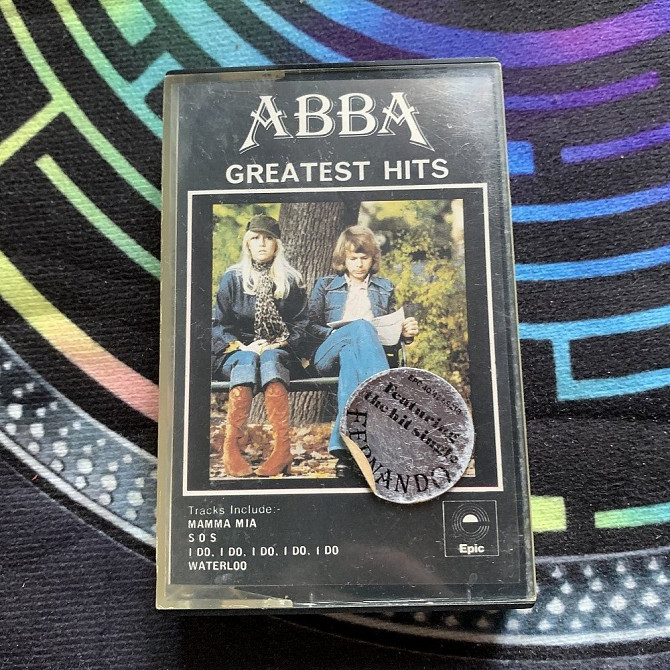 ABBA
GREATEST HITS
Featuring
the hit single
FERNANDO
Tracks Include:-
MAMMA MIA
S O S
I DO, I DO, I DO, I DO, I DO
WATERLOO
Epic